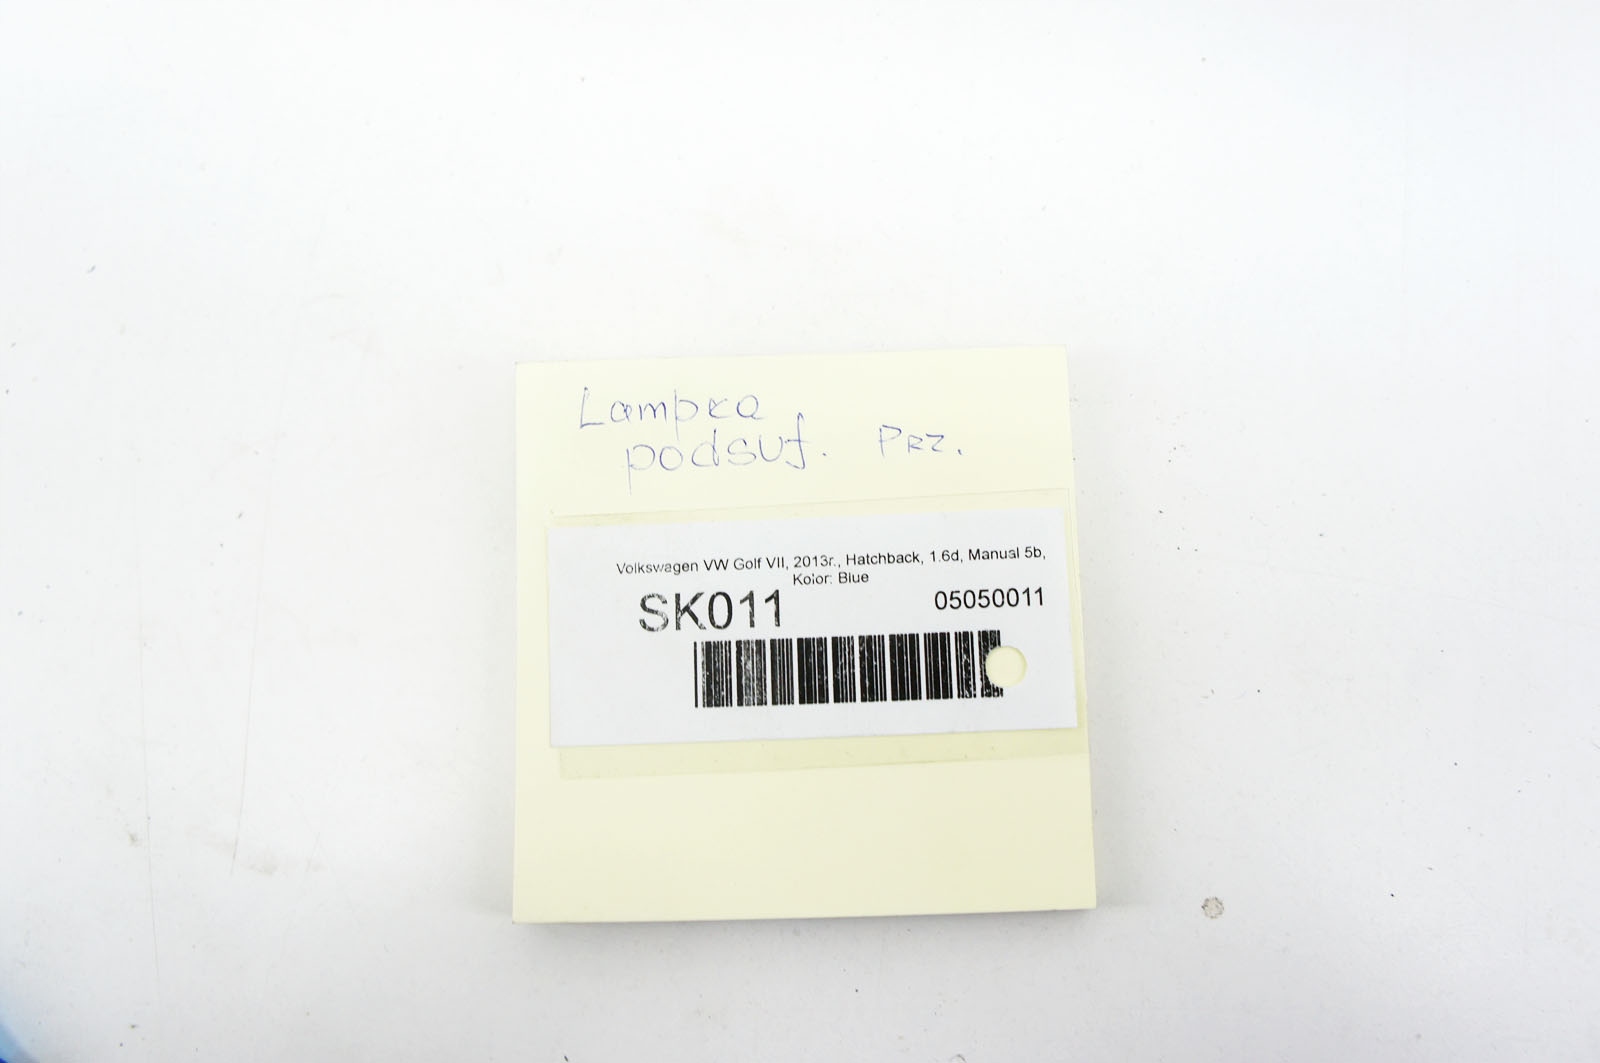 Lampka
podsuf. PRZ.
Volkswagen VW Golf VII, 2013r., Hatchback, 1.6d, Manual 5b,
Kolor: Blue
SK011 05050011